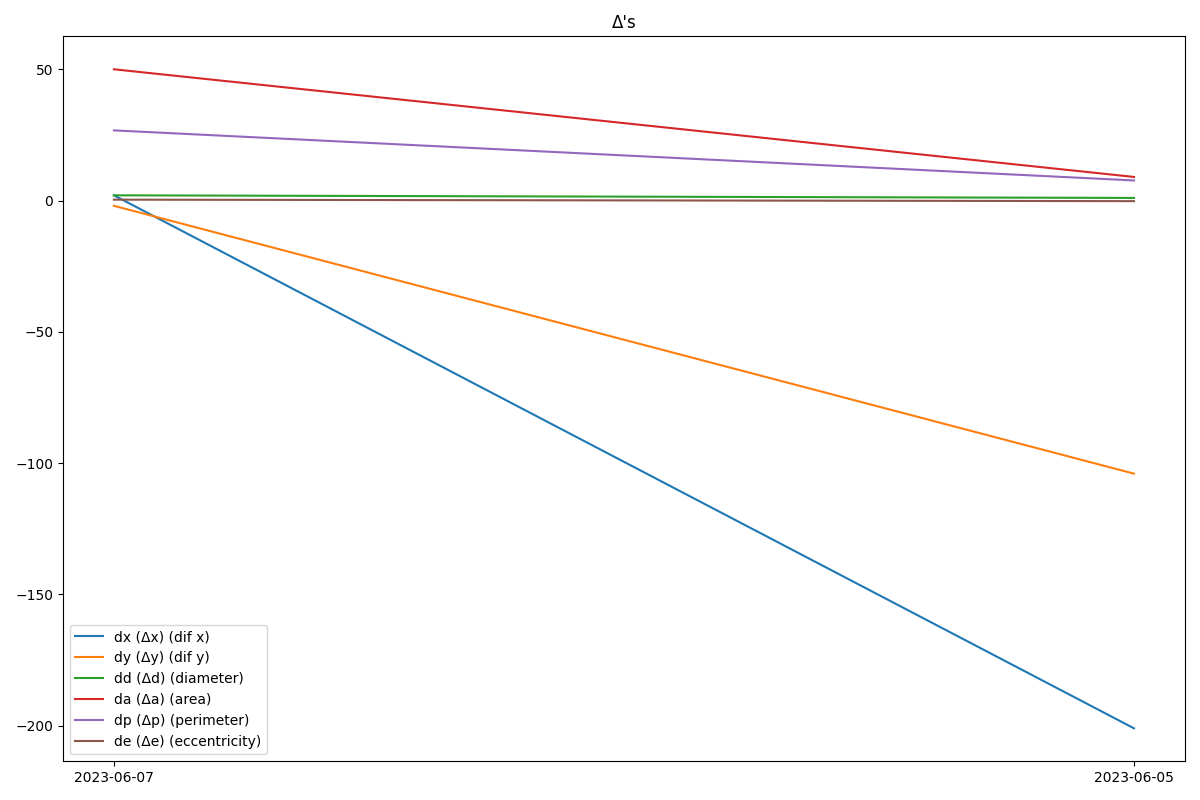 Δ's
50
0
−50
−100
−150
−200
dx (Δx) (dif x)
dy (Δy) (dif y)
dd (Δd) (diameter)
da (Δa) (area)
dp (Δp) (perimeter)
de (Δe) (eccentricity)
2023-06-07
2023-06-05